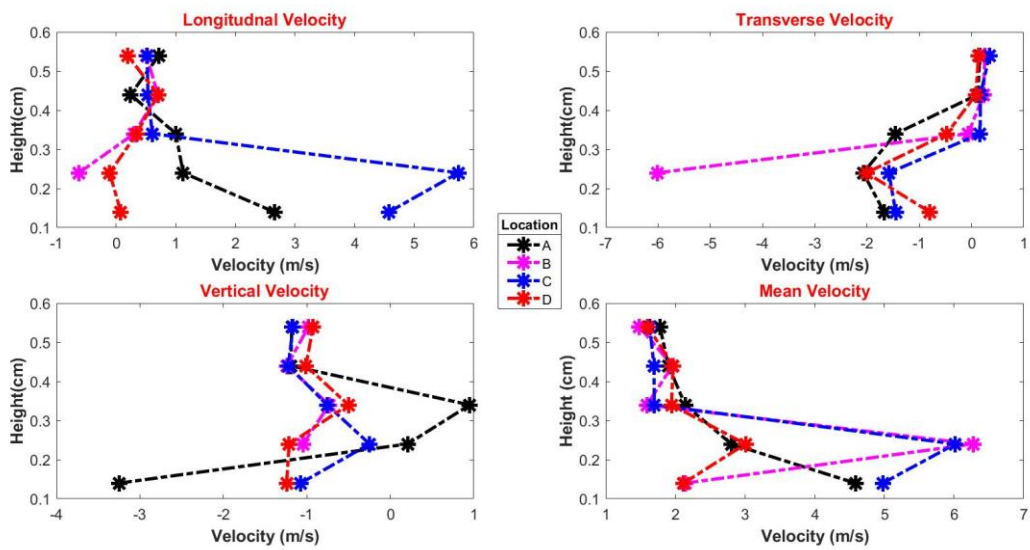 Longitudnal Velocity
0.6
0.5
0.4
0.3
0.2
0.1
Height(cm)
-1 0 1 2 3 4 5 6
Velocity (m/s)
Transverse Velocity
0.6
0.5
0.4
0.3
0.2
0.1
Height(cm)
-7 -6 -5 -4 -3 -2 -1 0 1
Velocity (m/s)
Location
A
B
C
D
Vertical Velocity
0.6
0.5
0.4
0.3
0.2
0.1
Height(cm)
-4 -3 -2 -1 0 1
Velocity (m/s)
Mean Velocity
0.6
0.5
0.4
0.3
0.2
0.1
Height (cm)
1 2 3 4 5 6 7
Velocity (m/s)